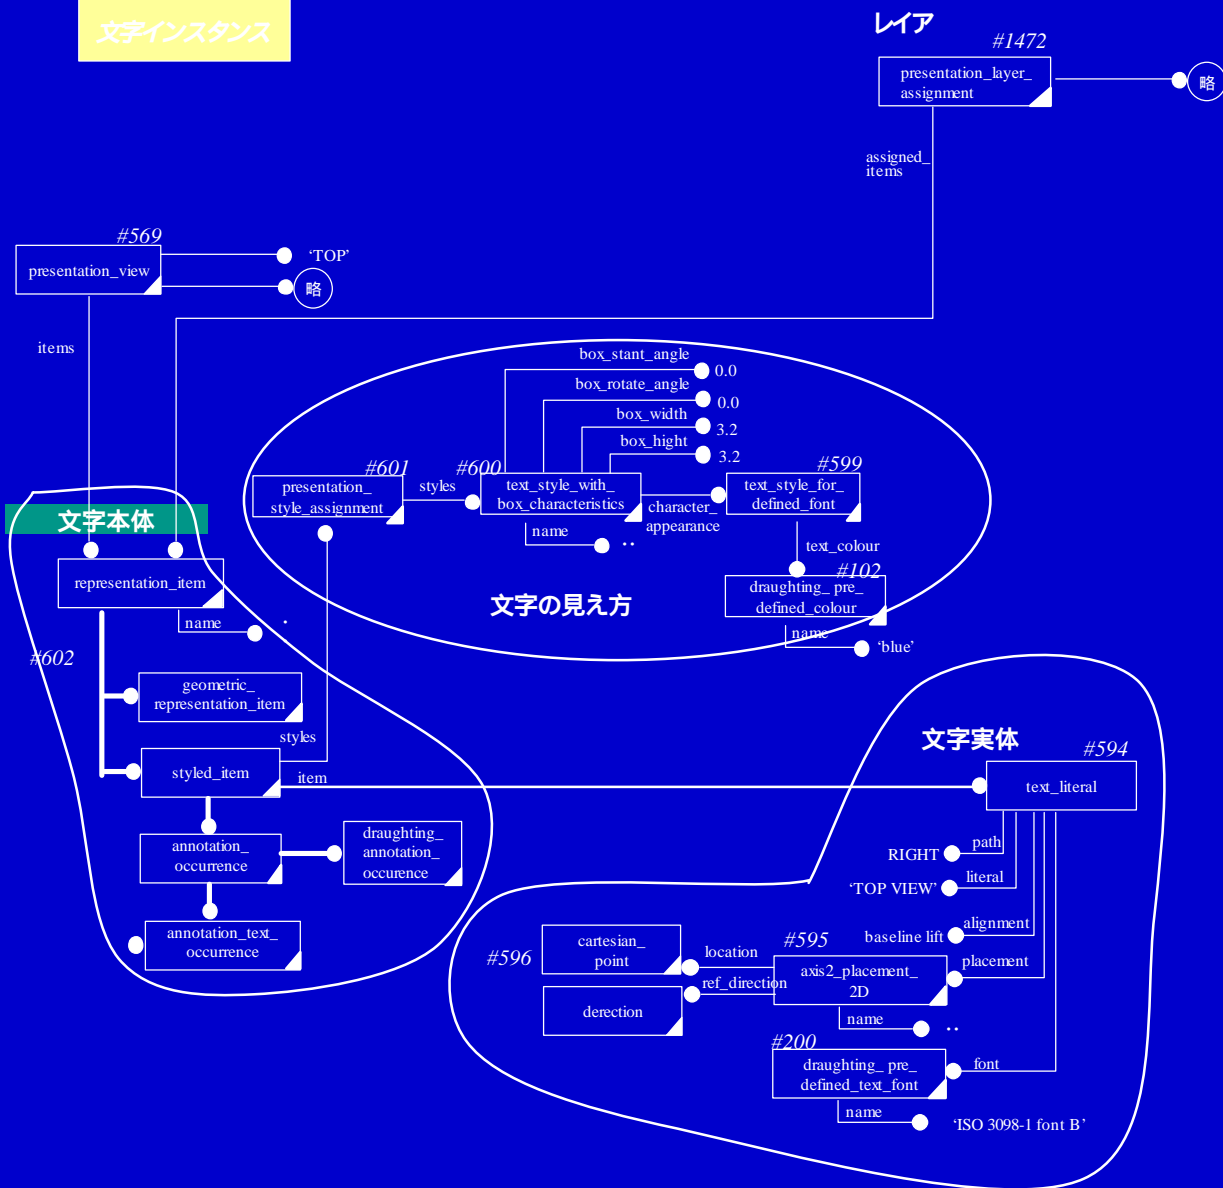 文字インスタンス
レイア
#1472
presentation_layer_
assignment
略
assigned_
items
#569
presentation_view
‘TOP’
略
items
box_stant_angle
0.0
box_rotate_angle
0.0
box_width
3.2
box_hight
3.2
#601
presentation_
style_assignment
styles
#600
text_style_with_
box_characteristics
name
..
character_
appearance
#599
text_style_for_
defined_font
text_colour
#102
draughting_ pre_
defined_colour
name
‘blue’
文字の見え方
文字本体
representation_item
name
:
#602
geometric_
representation_item
styles
styled_item
item
annotation_
occurrence
draughting_
annotation_
occurence
annotation_text_
occurrence
文字実体
#594
text_literal
path
RIGHT
literal
‘TOP VIEW’
alignment
baseline lift
placement
#595
axis2_placement_
2D
location
ref_direction
#596
cartesian_
point
derection
name
..
#200
draughting_ pre_
defined_text_font
font
name
‘ISO 3098-1 font B’